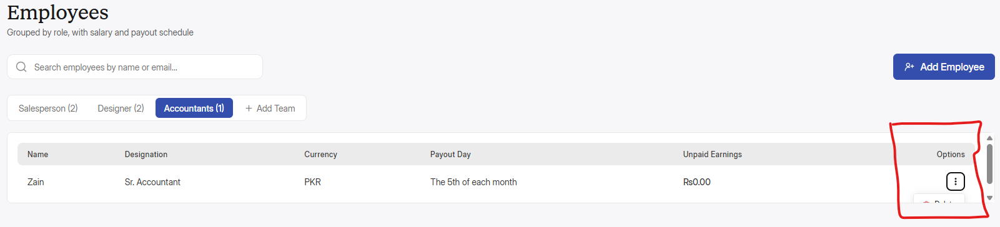 Employees
Grouped by role, with salary and payout schedule
Search employees by name or email...
Add Employee
Salesperson (2) Designer (2) Accountants (1) + Add Team
Name Designation Currency Payout Day Unpaid Earnings Options
Zain Sr. Accountant PKR The 5th of each month Rs0.00